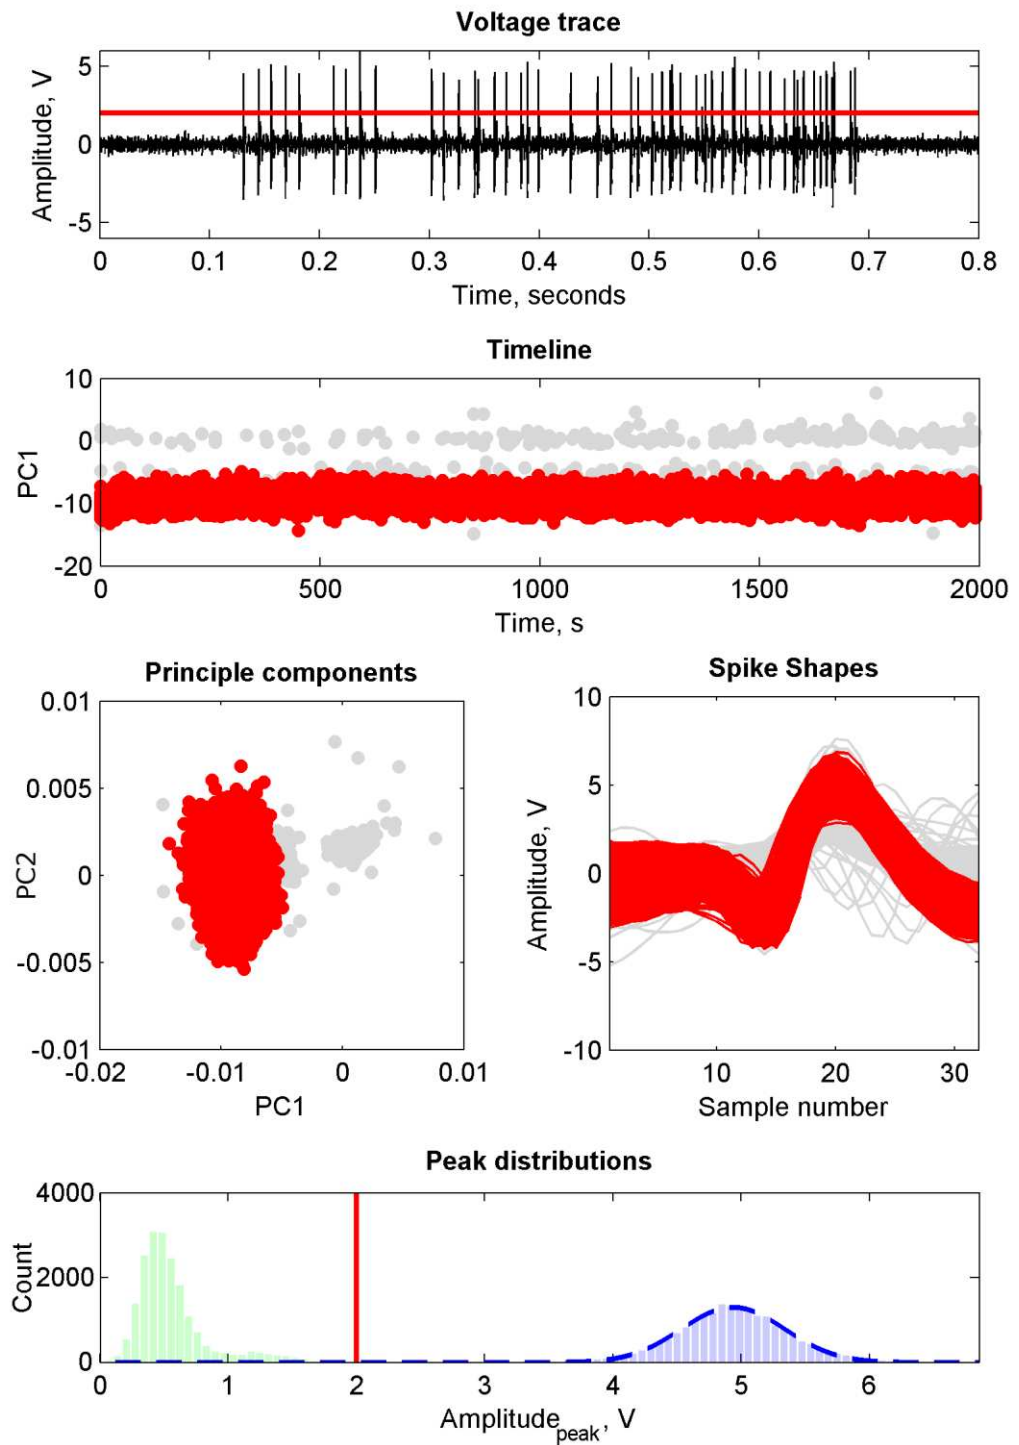 Voltage trace
5
0
-5
Amplitude, V
0 0.1 0.2 0.3 0.4 0.5 0.6 0.7 0.8
Time, seconds
Timeline
10
0
-10
-20
PC1
0 500 1000 1500 2000
Time, s
Principle components
0.01
0.005
0
-0.005
-0.01
PC2
-0.02 -0.01 0 0.01
PC1
Spike Shapes
10
5
0
-5
-10
Amplitude, V
10 20 30
Sample number
Peak distributions
4000
2000
0
Count
0 1 2 3 4 5 6
Amplitude_peak, V